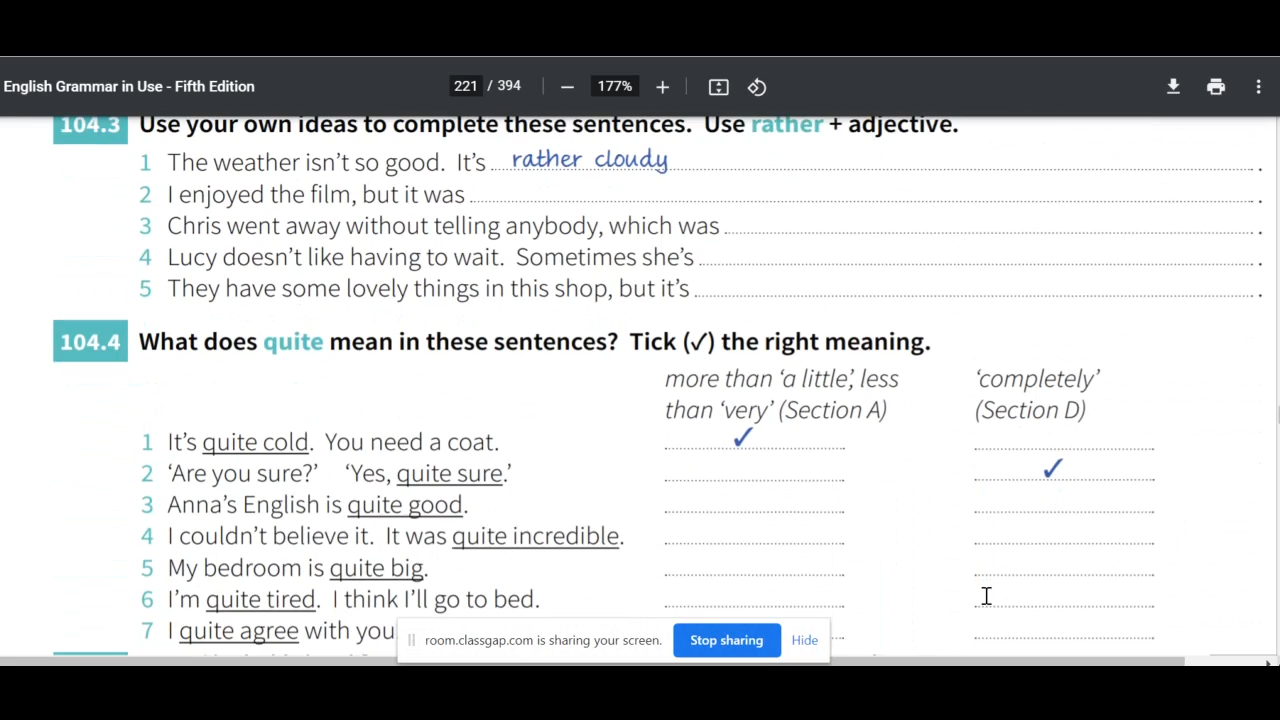 English Grammar in Use - Fifth Edition
221 / 394
177%
104.3 Use your own ideas to complete these sentences. Use rather + adjective.
1 The weather isn't so good. It's rather cloudy .
2 I enjoyed the film, but it was .
3 Chris went away without telling anybody, which was .
4 Lucy doesn't like having to wait. Sometimes she's .
5 They have some lovely things in this shop, but it's .
104.4 What does quite mean in these sentences? Tick (✓) the right meaning.
more than 'a little', less 'completely'
than 'very' (Section A) (Section D)
1 It's quite cold. You need a coat. ✓
2 'Are you sure?' 'Yes, quite sure.' ✓
3 Anna's English is quite good.
4 I couldn't believe it. It was quite incredible.
5 My bedroom is quite big.
6 I'm quite tired. I think I'll go to bed.
7 I quite agree with you
room.classgap.com is sharing your screen. Stop sharing Hide